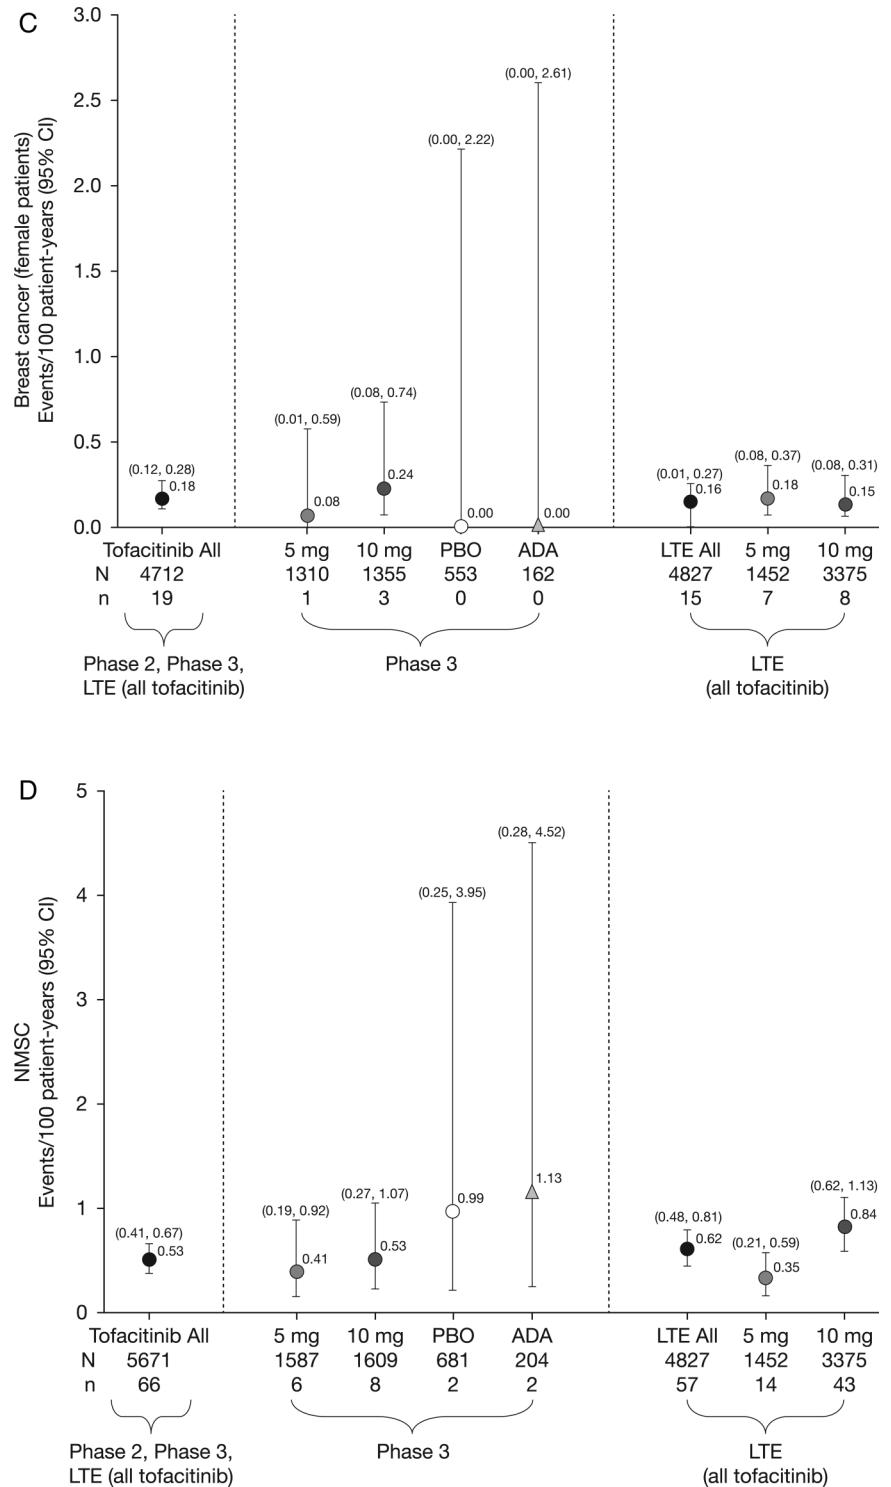 C
Breast cancer (female patients)
Events/100 patient-years (95% CI)
3.0
2.5
2.0
1.5
1.0
0.5
0.0
(0.12, 0.28)
0.18
(0.01, 0.59)
0.08
(0.08, 0.74)
0.24
(0.00, 2.22)
0.00
(0.00, 2.61)
0.00
(0.01, 0.27)
0.16
(0.08, 0.37)
0.18
(0.08, 0.31)
0.15
Tofacitinib All 5 mg 10 mg PBO ADA LTE All 5 mg 10 mg
N 4712 1310 1355 553 162 4827 1452 3375
n 19 1 3 0 0 15 7 8
Phase 2, Phase 3, Phase 3 LTE
LTE (all tofacitinib) (all tofacitinib)
D
NMSC
Events/100 patient-years (95% CI)
5
4
3
2
1
0
(0.41, 0.67)
0.53
(0.19, 0.92)
0.41
(0.27, 1.07)
0.53
(0.25, 3.95)
0.99
(0.28, 4.52)
1.13
(0.48, 0.81)
0.62
(0.21, 0.59)
0.35
(0.62, 1.13)
0.84
Tofacitinib All 5 mg 10 mg PBO ADA LTE All 5 mg 10 mg
N 5671 1587 1609 681 204 4827 1452 3375
n 66 6 8 2 2 57 14 43
Phase 2, Phase 3, Phase 3 LTE
LTE (all tofacitinib) (all tofacitinib)